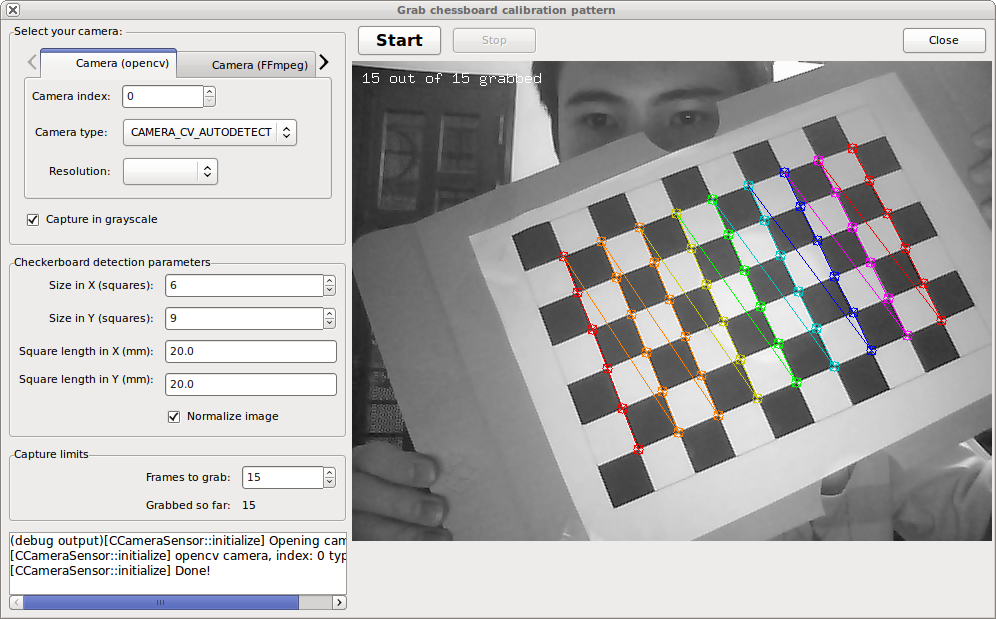 Grab chessboard calibration pattern
Select your camera:
Camera (opencv)
Camera (FFmpeg)
Camera index:
0
Camera type:
CAMERA_CV_AUTODETECT
Resolution:
Capture in grayscale
Checkerboard detection parameters
Size in X (squares):
6
Size in Y (squares):
9
Square length in X (mm):
20.0
Square length in Y (mm):
20.0
Normalize image
Capture limits
Frames to grab:
15
Grabbed so far:
15
(debug output)[CCameraSensor::initialize] Opening cam
[CCameraSensor::initialize] opencv camera, index: 0 typ
[CCameraSensor::initialize] Done!
Start
Stop
Close
15 out of 15 grabbed